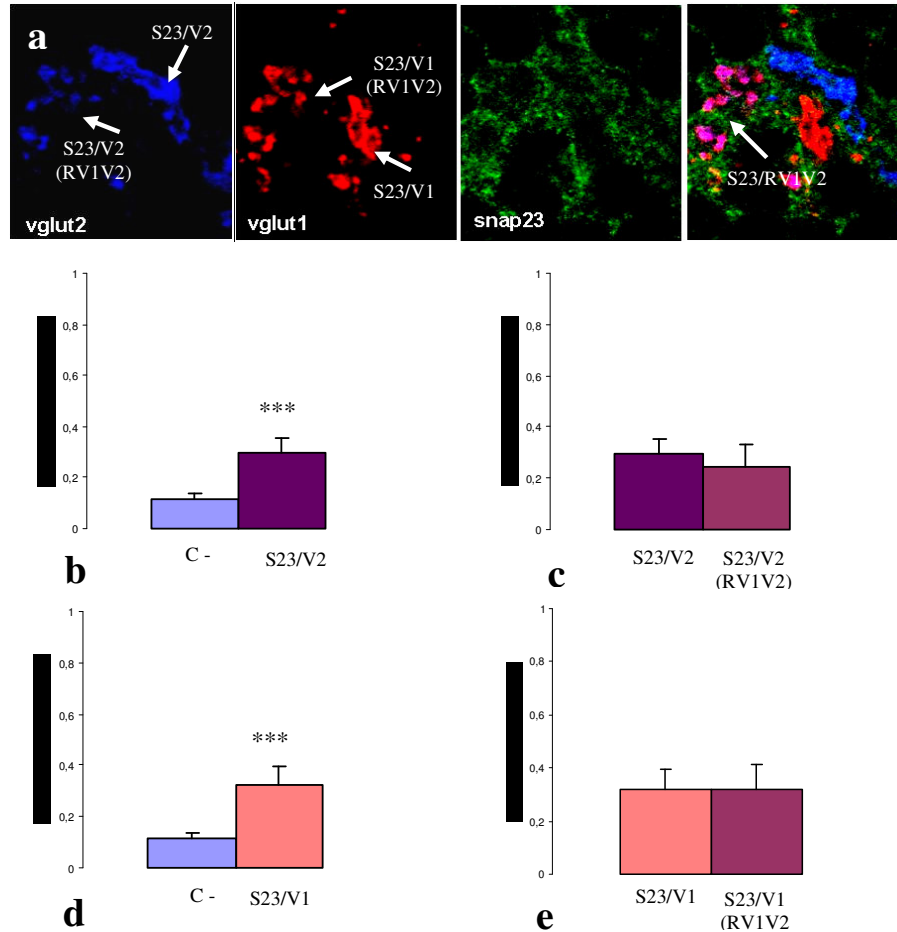 a
S23/V2
S23/V2
(RV1V2)
vglut2
S23/V1
(RV1V2)
S23/V1
vglut1
snap23
S23/RV1V2
1
0,8
0,6
0,4
0,2
0
***
C -
S23/V2
b
1
0,8
0,6
0,4
0,2
0
S23/V2
S23/V2
(RV1V2)
c
1
0,8
0,6
0,4
0,2
0
***
C -
S23/V1
d
1
0,8
0,6
0,4
0,2
0
S23/V1
S23/V1
(RV1V2
e